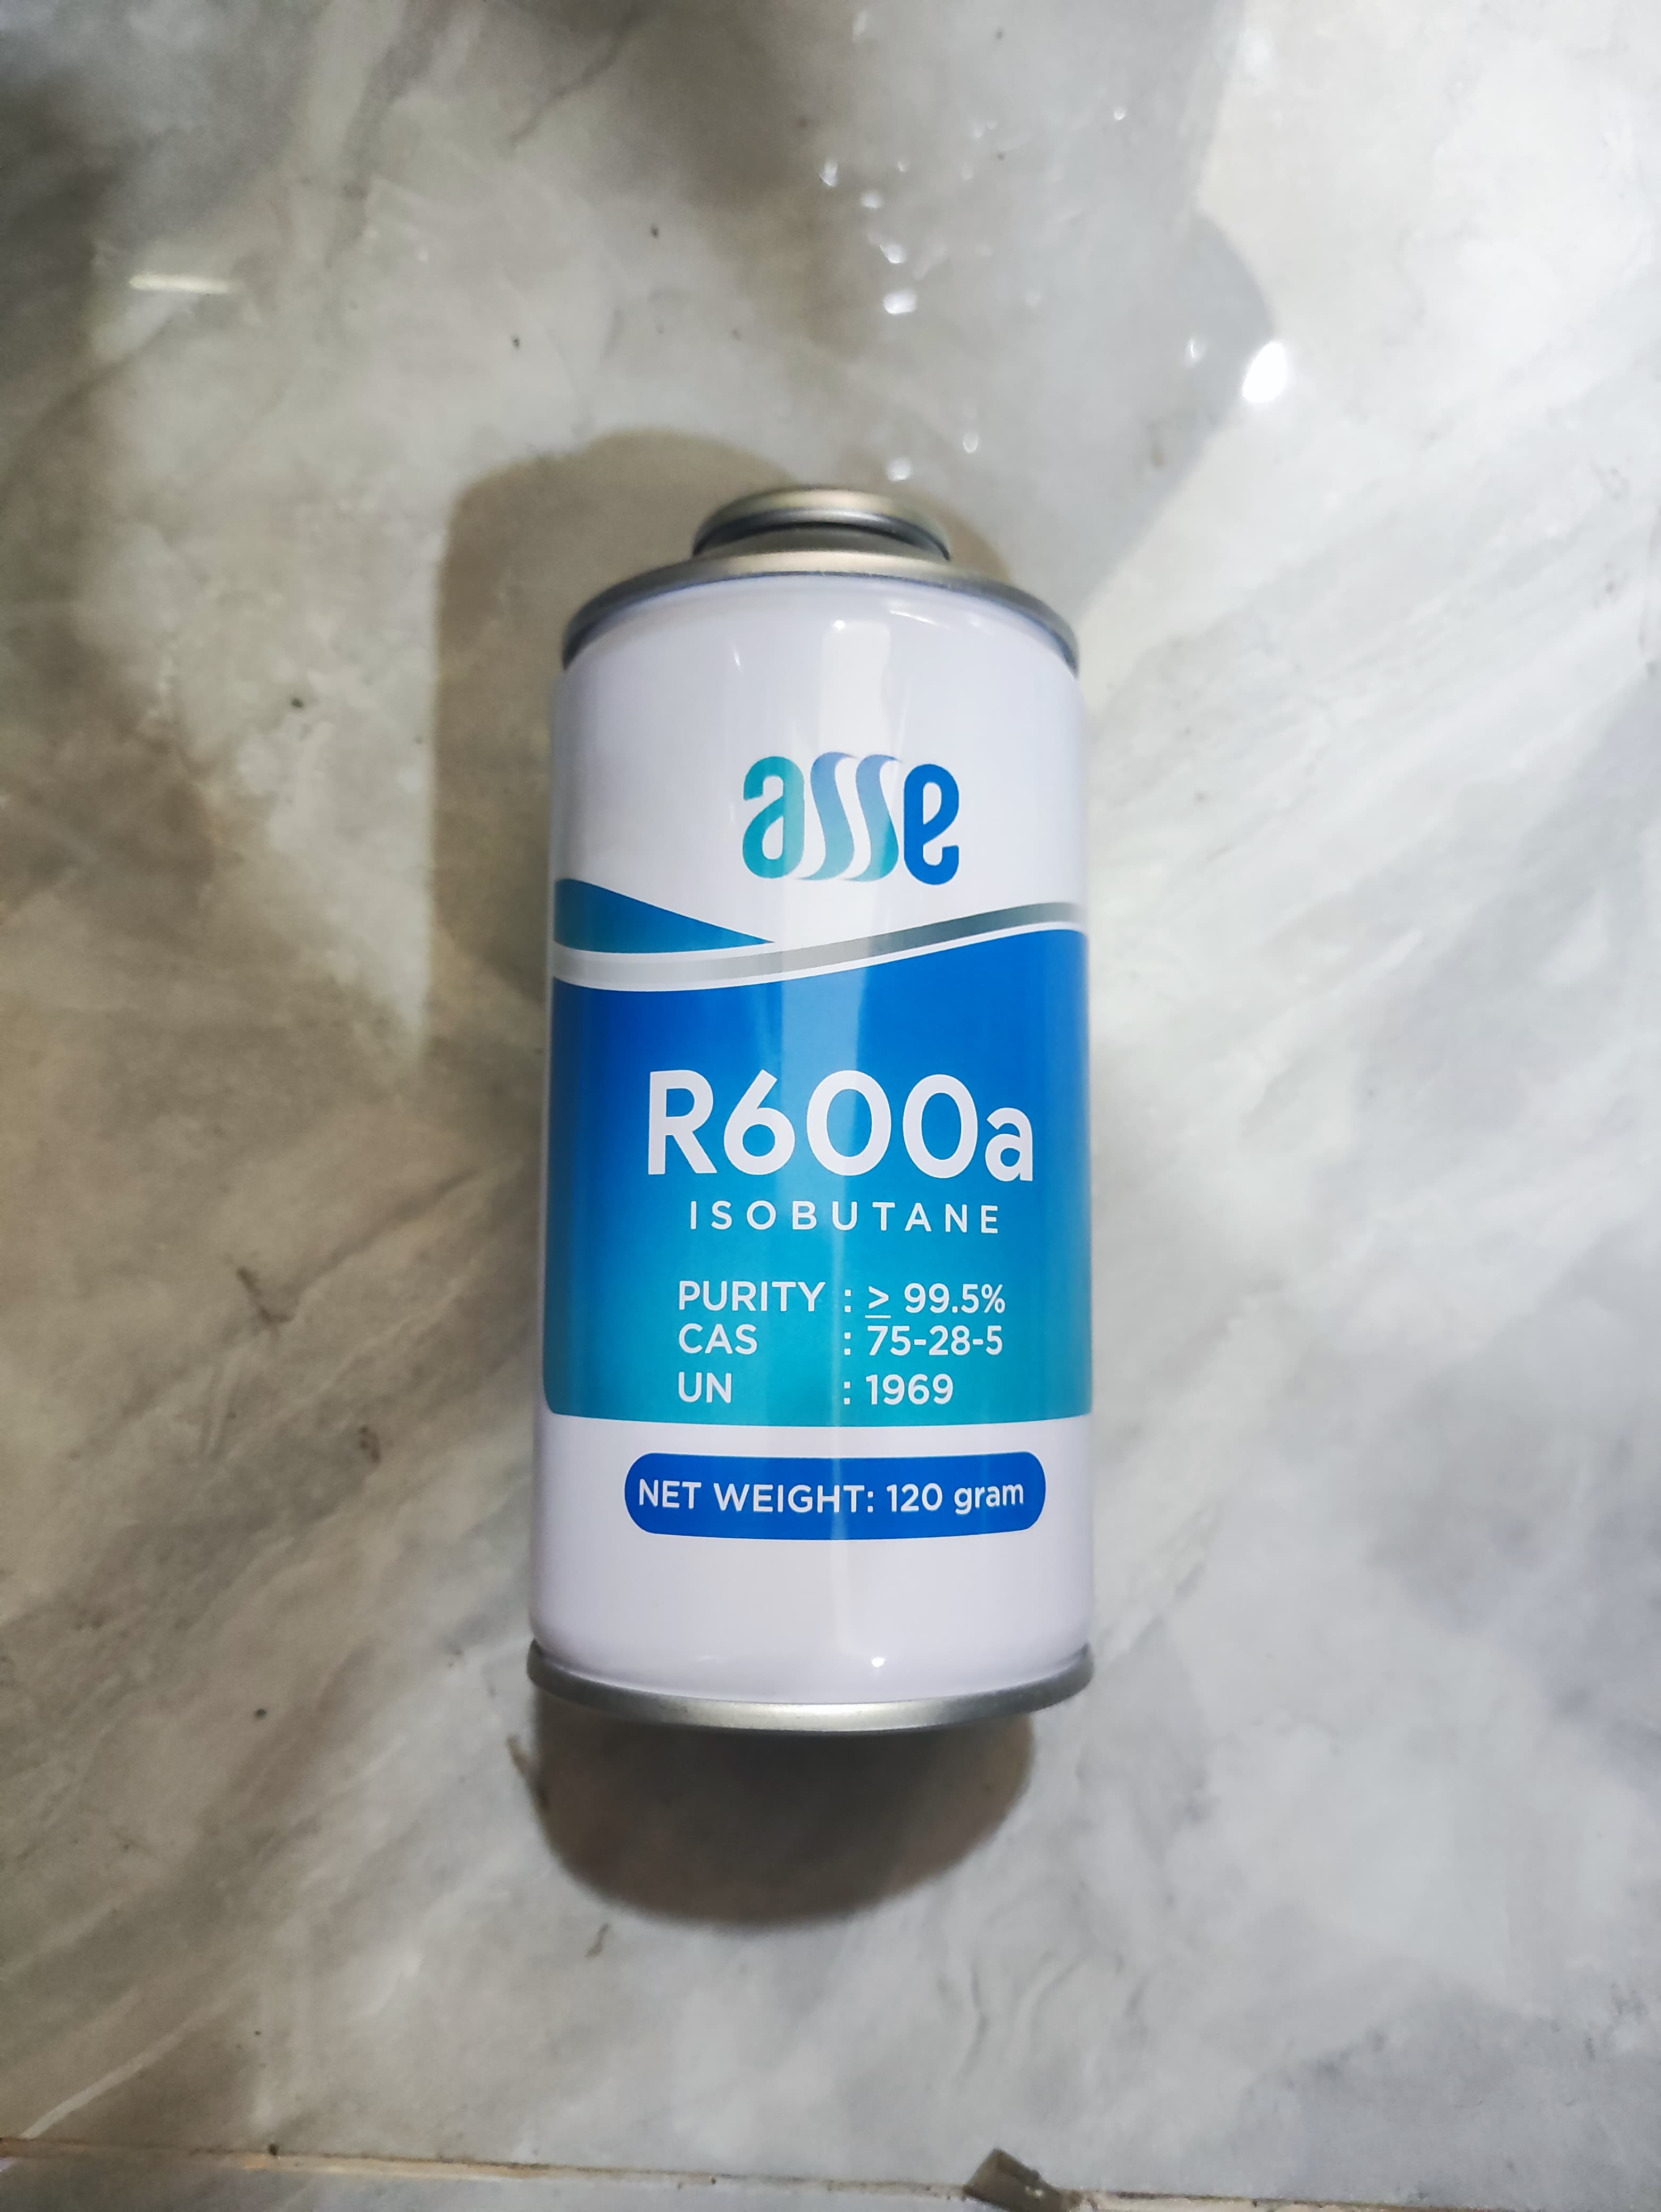 asse
R600a
ISOBUTANE
PURITY : ≥ 99.5%
CAS : 75-28-5
UN : 1969
NET WEIGHT: 120 gram